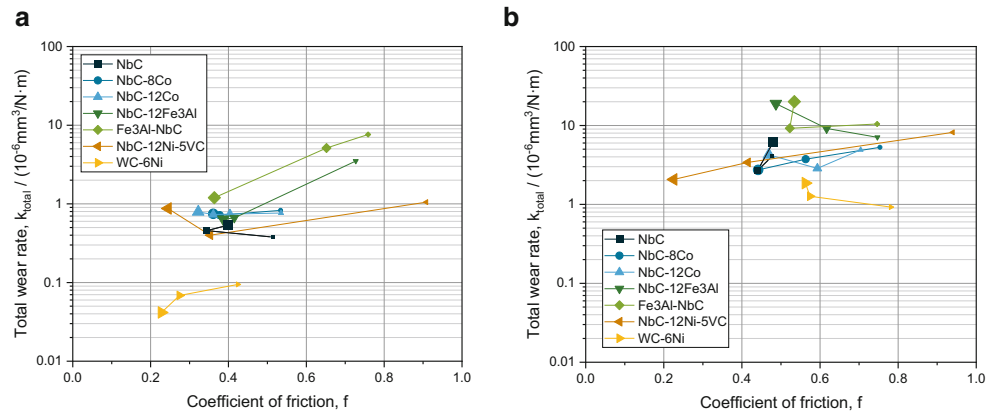 a
Total wear rate, k_total / (10⁻⁶mm³/N·m)
100
10
1
0.1
0.01
NbC
NbC-8Co
NbC-12Co
NbC-12Fe3Al
Fe3Al-NbC
NbC-12Ni-5VC
WC-6Ni
0.0 0.2 0.4 0.6 0.8 1.0
Coefficient of friction, f
b
Total wear rate, k_total / (10⁻⁶mm³/N·m)
100
10
1
0.1
0.01
NbC
NbC-8Co
NbC-12Co
NbC-12Fe3Al
Fe3Al-NbC
NbC-12Ni-5VC
WC-6Ni
0.0 0.2 0.4 0.6 0.8 1.0
Coefficient of friction, f